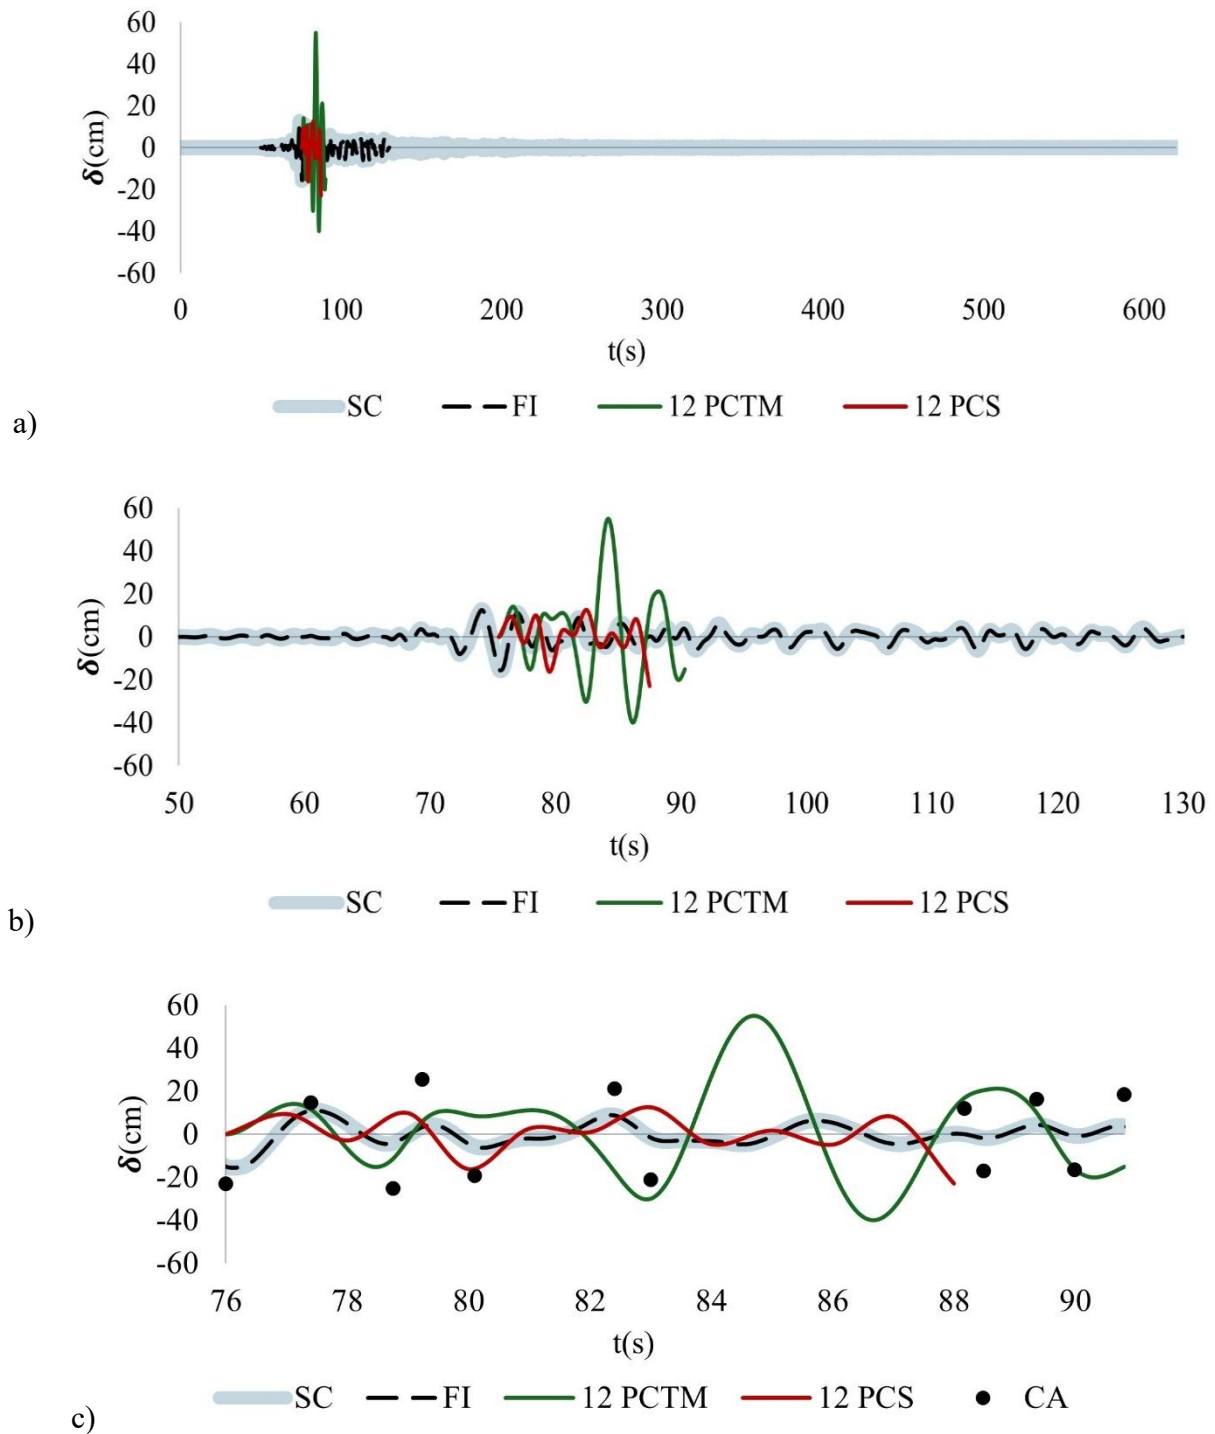 60
40
20
0
-20
-40
-60
δ(cm)
0 100 200 300 400 500 600
t(s)
SC FI 12 PCTM 12 PCS
a)
60
40
20
0
-20
-40
-60
δ(cm)
50 60 70 80 90 100 110 120 130
t(s)
SC FI 12 PCTM 12 PCS
b)
60
40
20
0
-20
-40
-60
δ(cm)
76 78 80 82 84 86 88 90
t(s)
SC FI 12 PCTM 12 PCS CA
c)